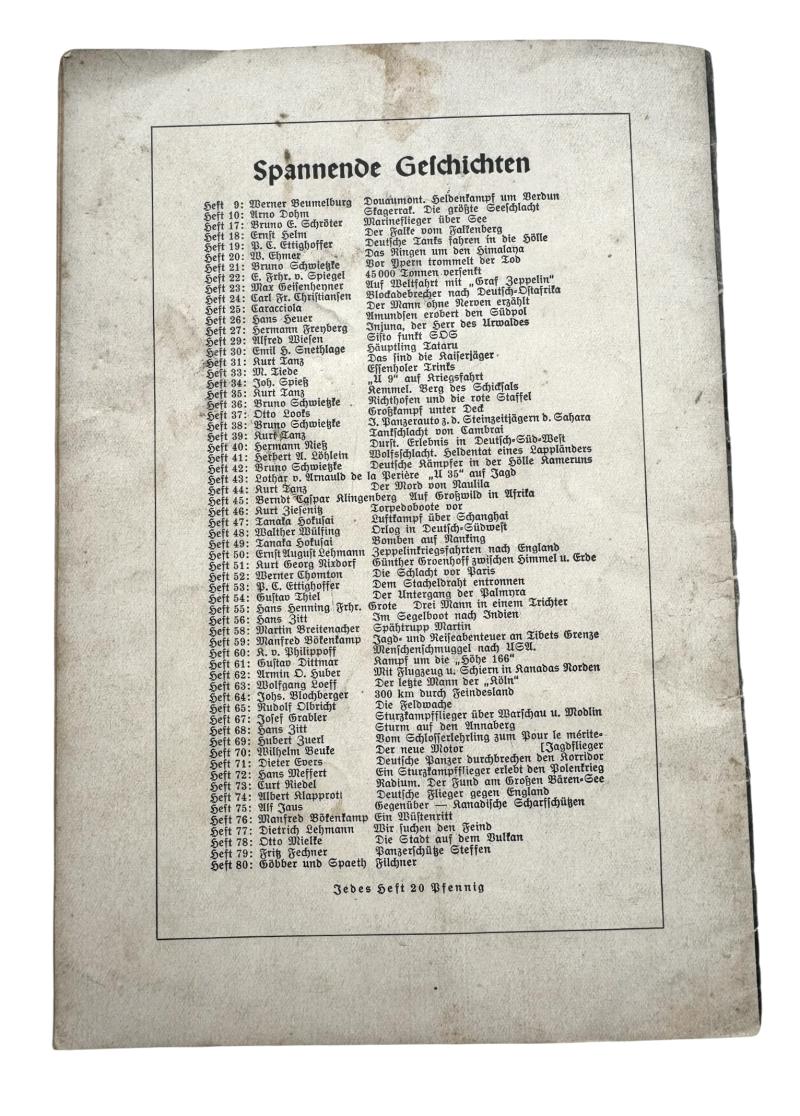 Spannende Geschichten
Heft 9: Werner Beumelburg Douaumont. Heldenkampf um Verdun
Heft 10: Arno Dohm Skagerrak. Die größte Seeschlacht
Heft 17: Bruno E. Schröter Marineflieger über See
Heft 18: Ernst Helm Der Falke vom Falkenberg
Heft 19: P. C. Ettighoffer Deutsche Tanks fahren in die Hölle
Heft 20: W. Ehmer Das Ringen um den Himalaya
Heft 21: Bruno Schwietzke Vor Ypern trommelt der Tod
Heft 22: E. Frhr. v. Spiegel 45000 Tonnen versenkt
Heft 23: Max Geisenheyner Auf Weltfahrt mit „Graf Zeppelin“
Heft 24: Carl Fr. Christiansen Blockadebrecher nach Deutsch-Ostafrika
Heft 25: Caracciola Der Mann ohne Nerven erzählt
Heft 26: Hans Heuer Amundsen erobert den Südpol
Heft 27: Hermann Freyberg Injuna, der Herr des Urwaldes
Heft 29: Alfred Wiesen Sisto funkt SOS
Heft 30: Emil H. Snethlage Häuptling Tataru
Heft 31: Kurt Tanz Das sind die Kaiserjäger
Heft 33: M. Tiede Essenholer Trinks
Heft 34: Joh. Spieß „U 9“ auf Kriegsfahrt
Heft 35: Kurt Tanz Kemmel. Berg des Schicksals
Heft 36: Bruno Schwietzke Richthofen und die rote Staffel
Heft 37: Otto Looks Großkampf unter Deck
Heft 38: Bruno Schwietzke J. Panzerauto z. d. Steinzeitjägern d. Sahara
Heft 39: Kurt Tanz Tankschlacht von Cambrai
Heft 40: Hermann Nieß Durst. Erlebnis in Deutsch-Süd-West
Heft 41: Herbert A. Löhlein Wolfsschlacht. Heldentat eines Lappländers
Heft 42: Bruno Schwietzke Deutsche Kämpfer in der Hölle Kameruns
Heft 43: Lothar v. Arnauld de la Perière „U 35“ auf Jagd
Heft 44: Kurt Tanz Der Mord von Naulila
Heft 45: Berndt Caspar Klingenberg Auf Großwild in Afrika
Heft 46: Kurt Ziesenitz Torpedoboote vor
Heft 47: Tanaka Hokusai Luftkampf über Schanghai
Heft 48: Walther Wülfing Orlog in Deutsch-Südwest
Heft 49: Tanaka Hokusai Bomben auf Nanking
Heft 50: Ernst August Lehmann Zeppelinkriegsfahrten nach England
Heft 51: Kurt Georg Nixdorf Günther Groenhoff zwischen Himmel u. Erde
Heft 52: Werner Chomton Die Schlacht vor Paris
Heft 53: P. C. Ettighoffer Dem Stacheldraht entronnen
Heft 54: Gustav Thiel Der Untergang der Palmyra
Heft 55: Hans Henning Frhr. Grote Drei Mann in einem Trichter
Heft 56: Hans Zitt Im Segelboot nach Indien
Heft 58: Martin Breitenacher Spähtrupp Martin
Heft 59: Manfred Bökenkamp Jagd- und Reiseabenteuer an Tibets Grenze
Heft 60: K. v. Philippoff Menschenschmuggel nach USA.
Heft 61: Gustav Dittmar Kampf um die „Höhe 166“
Heft 62: Armin O. Huber Mit Flugzeug u. Schiern in Kanadas Norden
Heft 63: Wolfgang Loeff Der letzte Mann der „Köln“
Heft 64: Johs. Blochberger 300 km durch Feindesland
Heft 65: Rudolf Olbricht Die Feldwache
Heft 67: Josef Grabler Sturzkampfflieger über Warschau u. Modlin
Heft 68: Hans Zitt Sturm auf den Annaberg
Heft 69: Hubert Zuerl Vom Schlosserlehrling zum Pour le mérite-
Heft 70: Wilhelm Beuke Der neue Motor [Jagdflieger
Heft 71: Dieter Evers Deutsche Panzer durchbrechen den Korridor
Heft 72: Hans Meffert Ein Sturzkampfflieger erlebt den Polenkrieg
Heft 73: Curt Riedel Radium. Der Fund am Großen Bären-See
Heft 74: Albert Klapprott Deutsche Flieger gegen England
Heft 75: Alf Jaus Gegenüber — Kanadische Scharfschützen
Heft 76: Manfred Bökenkamp Ein Wüstenritt
Heft 77: Dietrich Lehmann Wir suchen den Feind
Heft 78: Otto Mielke Die Stadt auf dem Vulkan
Heft 79: Fritz Fechner Panzerschütze Steffen
Heft 80: Göbber und Spaeth Filchner
Jedes Heft 20 Pfennig